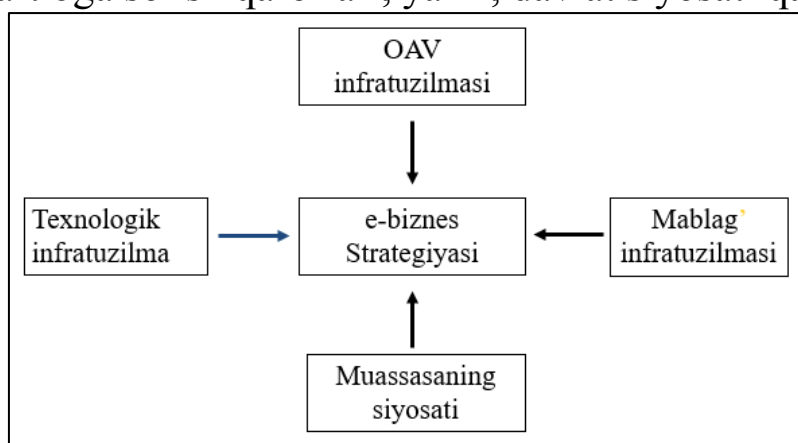 OAV
infratuzilmasi
Texnologik
infratuzilma
e-biznes
Strategiyasi
Mablag’
infratuzilmasi
Muassasaning
siyosati